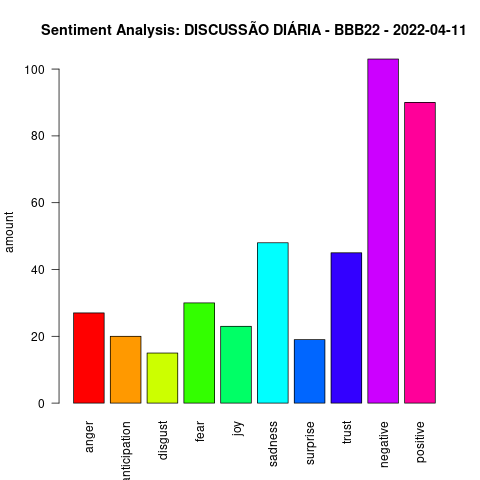 Sentiment Analysis: DISCUSSÃO DIÁRIA - BBB22 - 2022-04-11
amount
100
80
60
40
20
0
anger
nticipation
disgust
fear
joy
sadness
surprise
trust
negative
positive